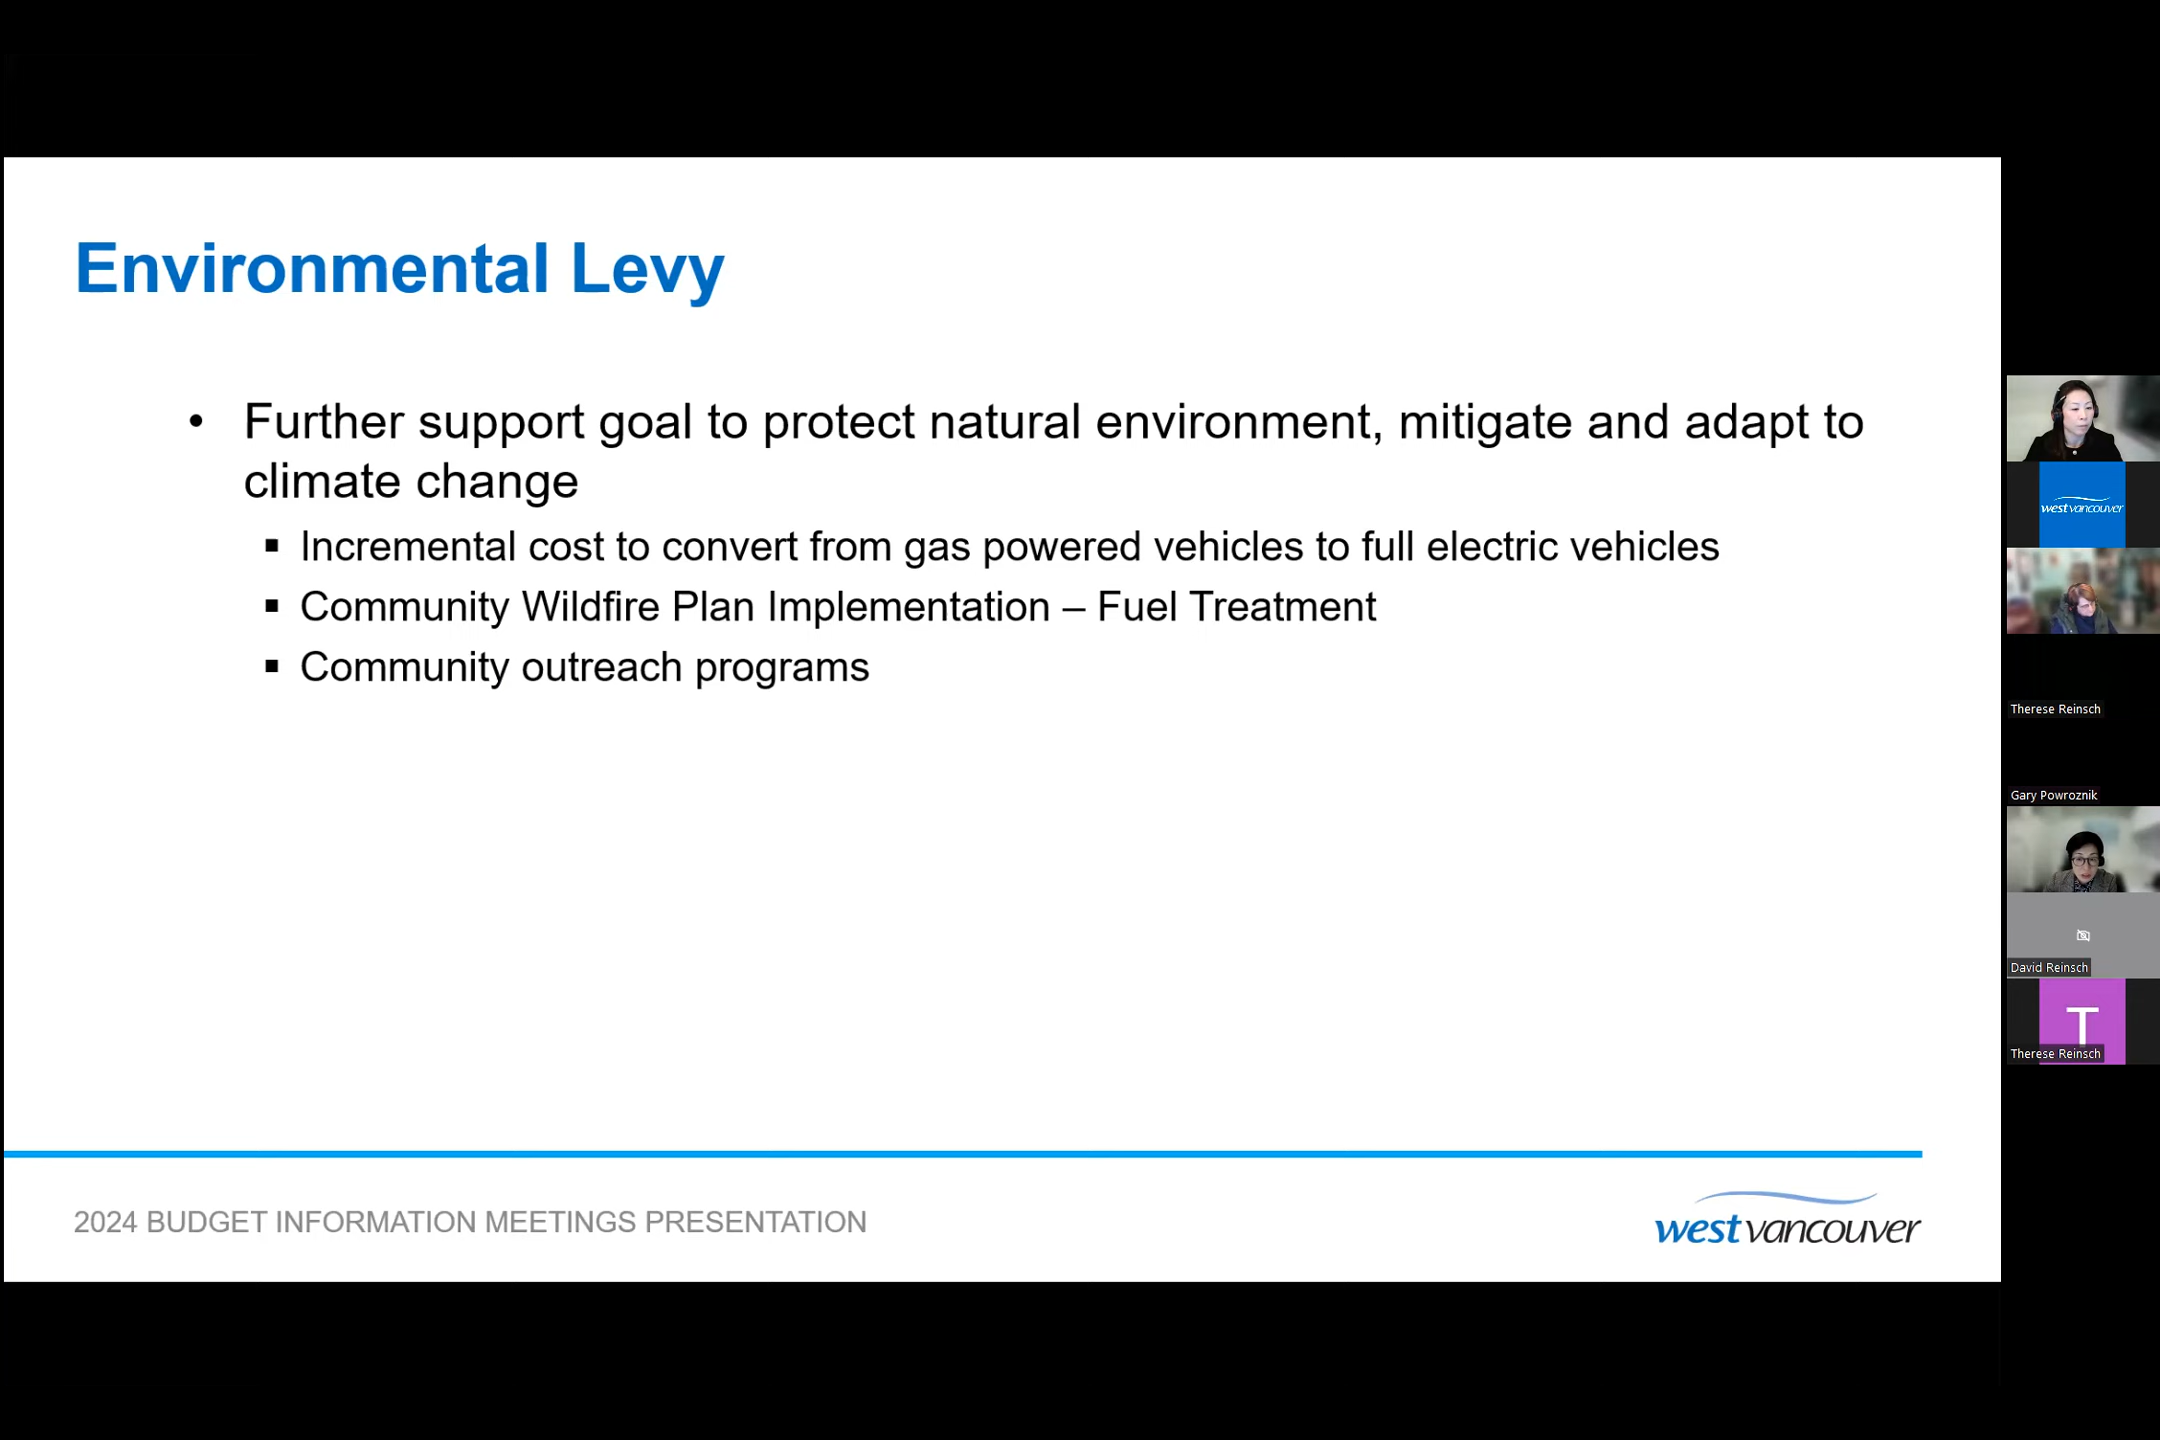 Environmental Levy
• Further support goal to protect natural environment, mitigate and adapt to
climate change
▪ Incremental cost to convert from gas powered vehicles to full electric vehicles
▪ Community Wildfire Plan Implementation – Fuel Treatment
▪ Community outreach programs
2024 BUDGET INFORMATION MEETINGS PRESENTATION
westvancouver
westvancouver
Therese Reinsch
Gary Powroznik
David Reinsch
T
Therese Reinsch